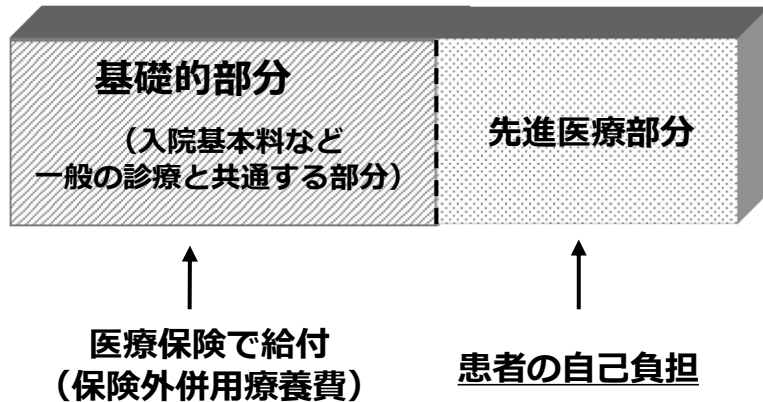 基礎的部分
（入院基本料など
一般の診療と共通する部分）
先進医療部分
医療保険で給付
（保険外併用療養費）
患者の自己負担